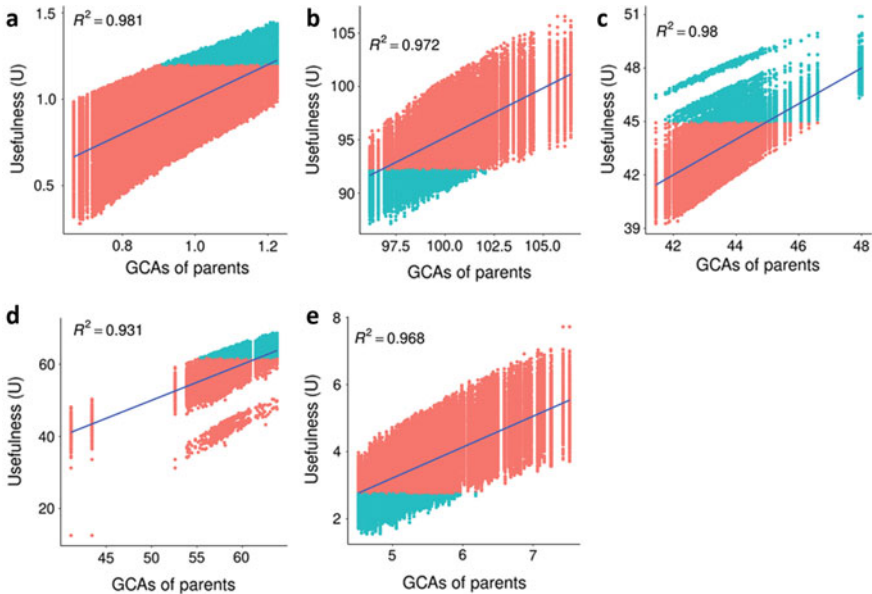 a
R² = 0.981
1.5
1.0
0.5
Usefulness (U)
0.8 1.0 1.2
GCAs of parents
b
R² = 0.972
105
100
95
90
Usefulness (U)
97.5 100.0 102.5 105.0
GCAs of parents
c
R² = 0.98
51
48
45
42
39
Usefulness (U)
42 44 46 48
GCAs of parents
d
R² = 0.931
60
40
20
Usefulness (U)
45 50 55 60
GCAs of parents
e
R² = 0.968
8
6
4
2
Usefulness (U)
5 6 7
GCAs of parents